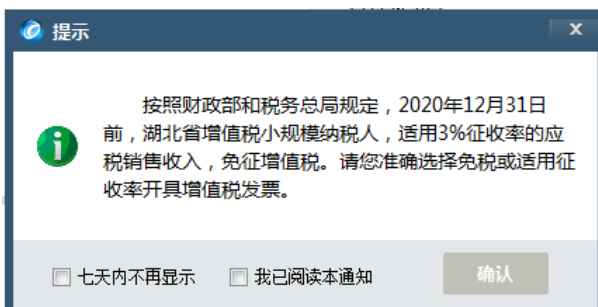 提示
按照财政部和税务总局规定，2020年12月31日
前，湖北省增值税小规模纳税人，适用3%征收率的应
税销售收入，免征增值税。请您准确选择免税或适用征
收率开具增值税发票。
七天内不再显示 我已阅读本通知 确认